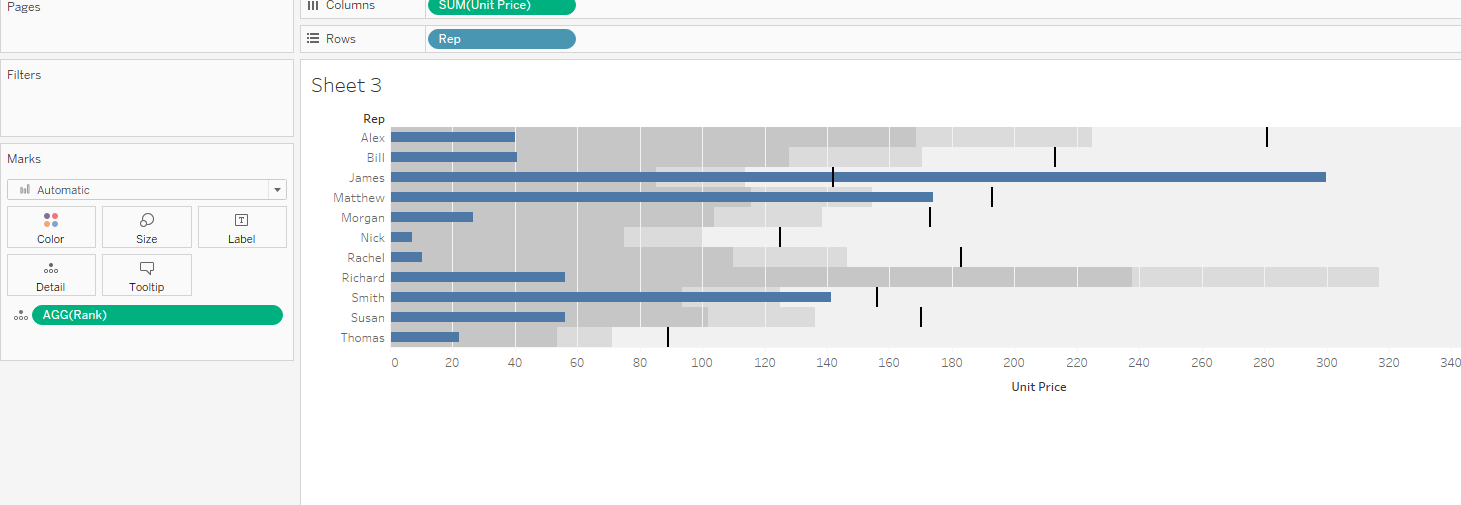 Pages
Columns
SUM(Unit Price)
Rows
Rep
Filters
Sheet 3
Marks
Automatic
Color
Size
Label
Detail
Tooltip
AGG(Rank)
Rep
Alex
Bill
James
Matthew
Morgan
Nick
Rachel
Richard
Smith
Susan
Thomas
0 20 40 60 80 100 120 140 160 180 200 220 240 260 280 300 320 340
Unit Price